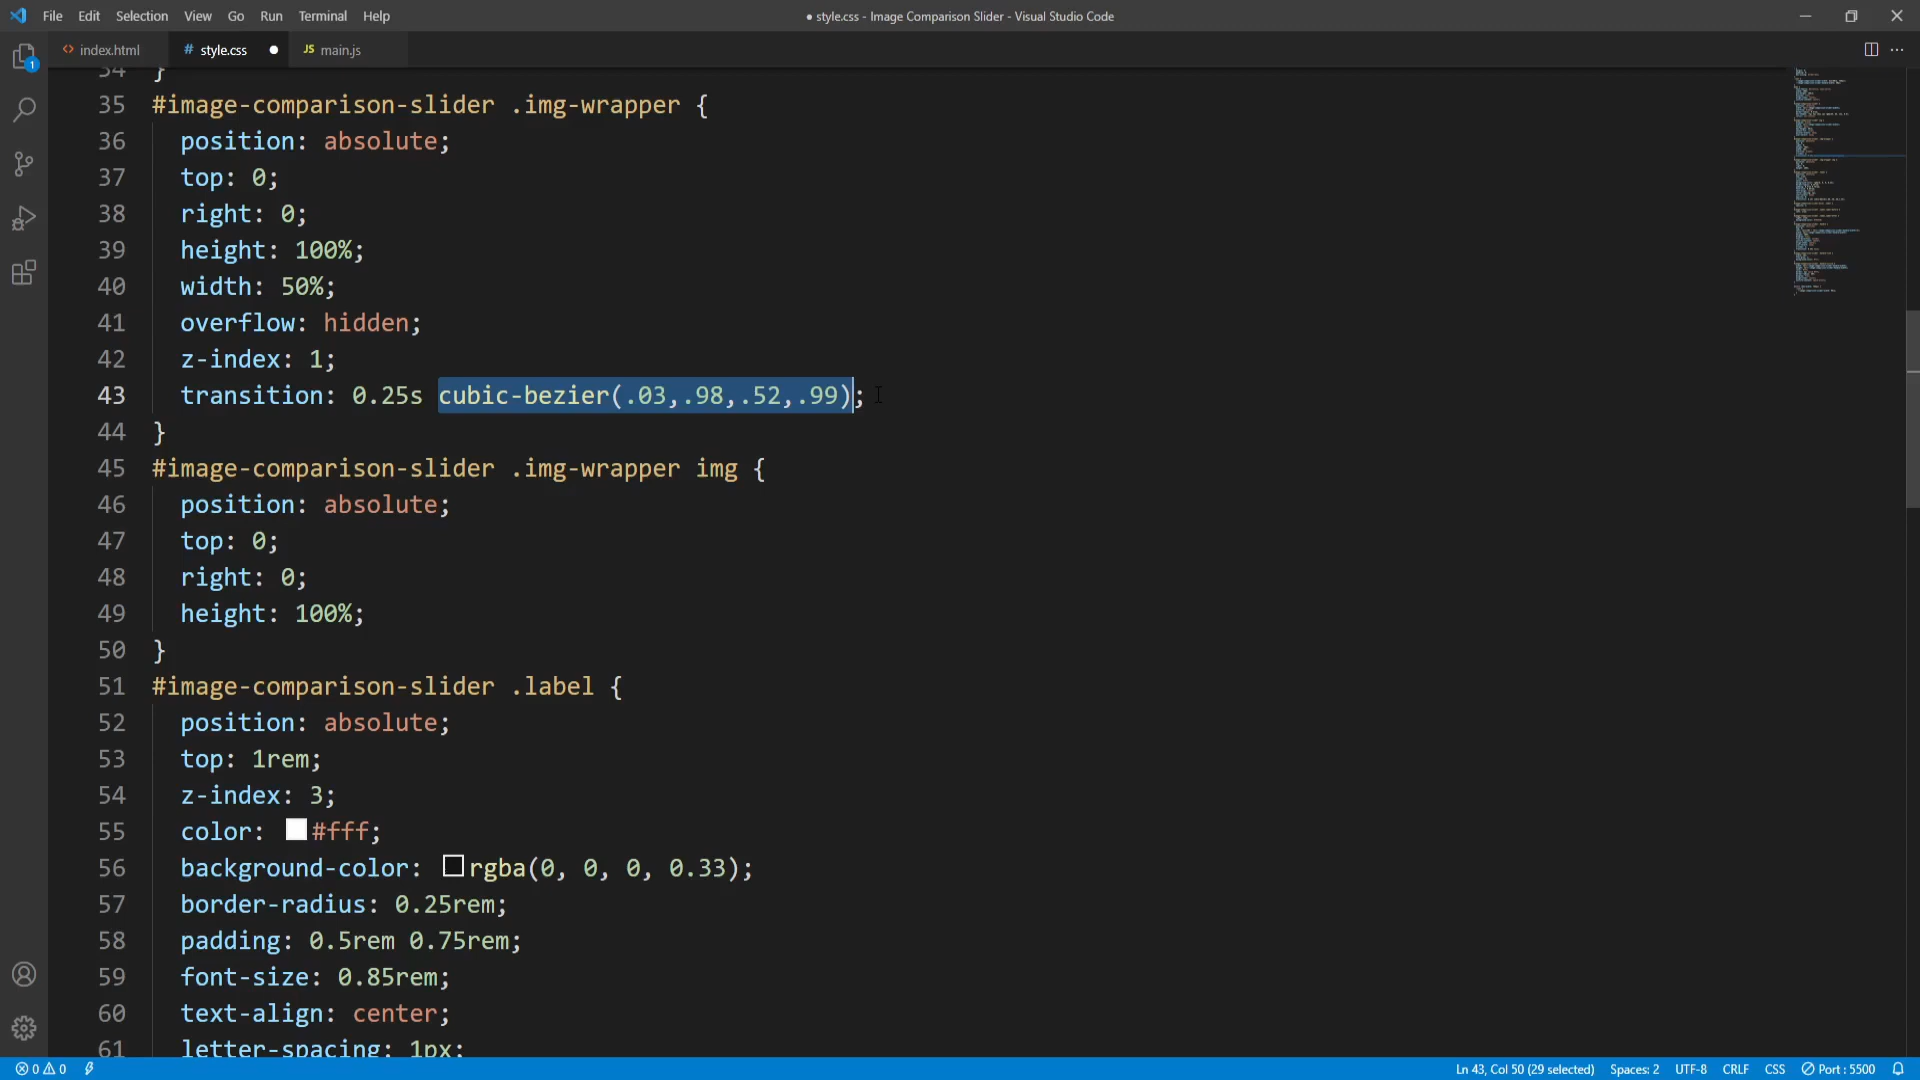 File Edit Selection View Go Run Terminal Help
● style.css - Image Comparison Slider - Visual Studio Code
index.html
# style.css
JS main.js
1
34 }
35 #image-comparison-slider .img-wrapper {
36 position: absolute;
37 top: 0;
38 right: 0;
39 height: 100%;
40 width: 50%;
41 overflow: hidden;
42 z-index: 1;
43 transition: 0.25s cubic-bezier(.03,.98,.52,.99);
44 }
45 #image-comparison-slider .img-wrapper img {
46 position: absolute;
47 top: 0;
48 right: 0;
49 height: 100%;
50 }
51 #image-comparison-slider .label {
52 position: absolute;
53 top: 1rem;
54 z-index: 3;
55 color: #fff;
56 background-color: rgba(0, 0, 0, 0.33);
57 border-radius: 0.25rem;
58 padding: 0.5rem 0.75rem;
59 font-size: 0.85rem;
60 text-align: center;
61 letter-spacing: 1px;
0 0
Ln 43, Col 50 (29 selected) Spaces: 2 UTF-8 CRLF CSS Port : 5500